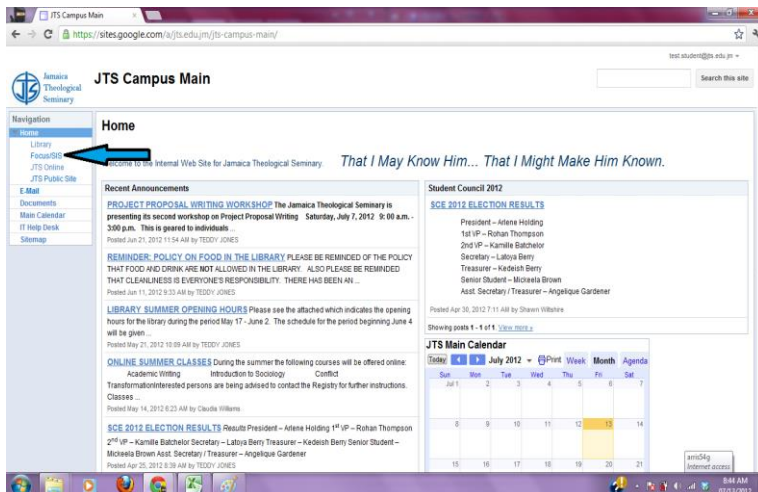 JTS Campus Main
https://sites.google.com/a/jts.edu.jm/jts-campus-main/
test.student@jts.edu.jm
Jamaica
Theological
Seminary
JTS Campus Main
Search this site
Navigation
Home
Library
Focus/SIS
JTS Online
JTS Public Site
E-Mail
Documents
Main Calendar
IT Help Desk
Sitemap
Home
Welcome to the Internal Web Site for Jamaica Theological Seminary. That I May Know Him... That I Might Make Him Known.
Recent Announcements
PROJECT PROPOSAL WRITING WORKSHOP The Jamaica Theological Seminary is
presenting its second workshop on Project Proposal Writing Saturday, July 7, 2012 9:00 a.m. -
3:00 p.m. This is geared to individuals ...
Posted Jun 21, 2012 11:54 AM by TEDDY JONES
REMINDER: POLICY ON FOOD IN THE LIBRARY PLEASE BE REMINDED OF THE POLICY
THAT FOOD AND DRINK ARE NOT ALLOWED IN THE LIBRARY. ALSO PLEASE BE REMINDED
THAT CLEANLINESS IS EVERYONE'S RESPONSIBILITY. THERE HAS BEEN AN ...
Posted Jun 11, 2012 9:33 AM by TEDDY JONES
LIBRARY SUMMER OPENING HOURS Please see the attached which indicates the opening
hours for the library during the period May 17 - June 2. The schedule for the period beginning June 4
will be given ...
Posted May 21, 2012 10:09 AM by TEDDY JONES
ONLINE SUMMER CLASSES During the summer the following courses will be offered online:
Academic Writing Introduction to Sociology Conflict
TransformationInterested persons are being advised to contact the Registry for further instructions.
Classes ...
Posted May 14, 2012 6:23 AM by Claudia Williams
SCE 2012 ELECTION RESULTS Results President – Arlene Holding 1st VP – Rohan Thompson
2nd VP – Kamille Batchelor Secretary – Latoya Berry Treasurer – Kedeish Berry Senior Student –
Mickeela Brown Asst. Secretary / Treasurer – Angelique Gardener
Posted Apr 25, 2012 8:39 AM by TEDDY JONES
Student Council 2012
SCE 2012 ELECTION RESULTS
President – Arlene Holding
1st VP – Rohan Thompson
2nd VP – Kamille Batchelor
Secretary – Latoya Berry
Treasurer – Kedeish Berry
Senior Student – Mickeela Brown
Asst. Secretary / Treasurer – Angelique Gardener
Posted Apr 30, 2012 7:11 AM by Shawn Wiltshire
Showing posts 1 - 1 of 1. View more »
JTS Main Calendar
Today July 2012 Print Week Month Agenda
Sun Mon Tue Wed Thu Fri Sat
Jul 1 2 3 4 5 6 7
8 9 10 11 12 13 14
15 16 17 18 19 20 21
arris54g
Internet access
8:44 AM
07/13/2012